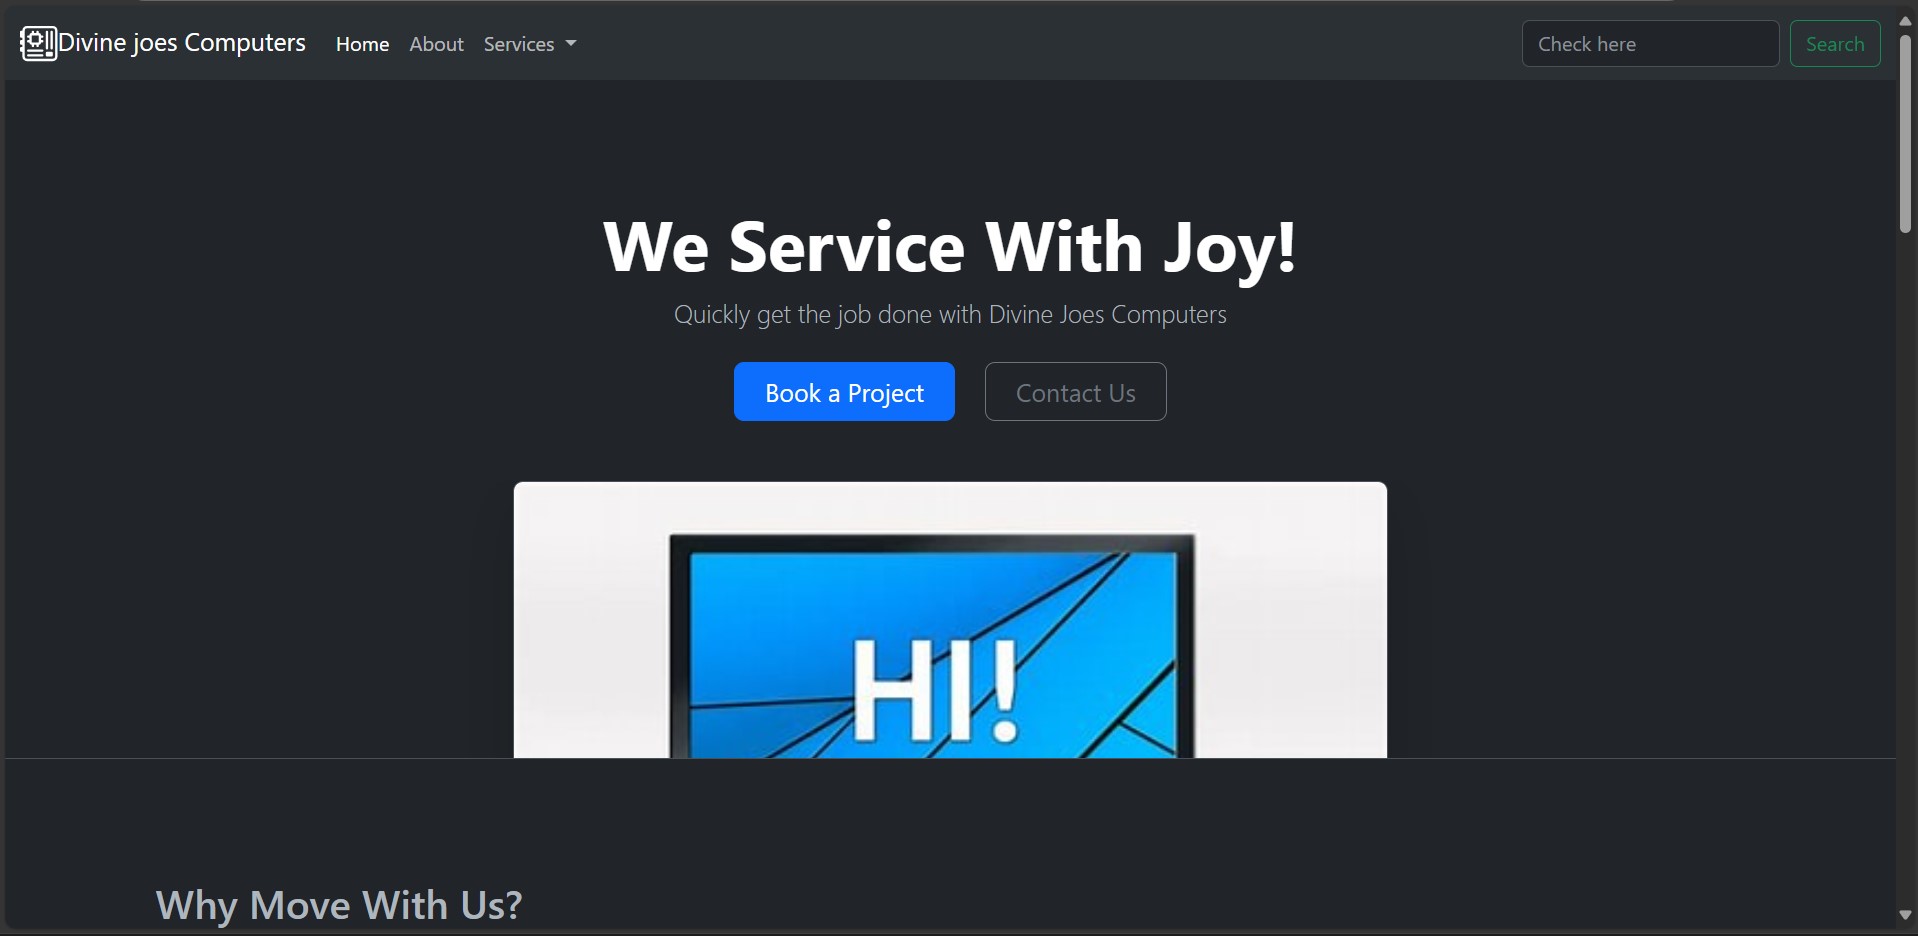 Divine joes Computers Home About Services Check here Search
We Service With Joy!
Quickly get the job done with Divine Joes Computers
Book a Project Contact Us
HI!
Why Move With Us?